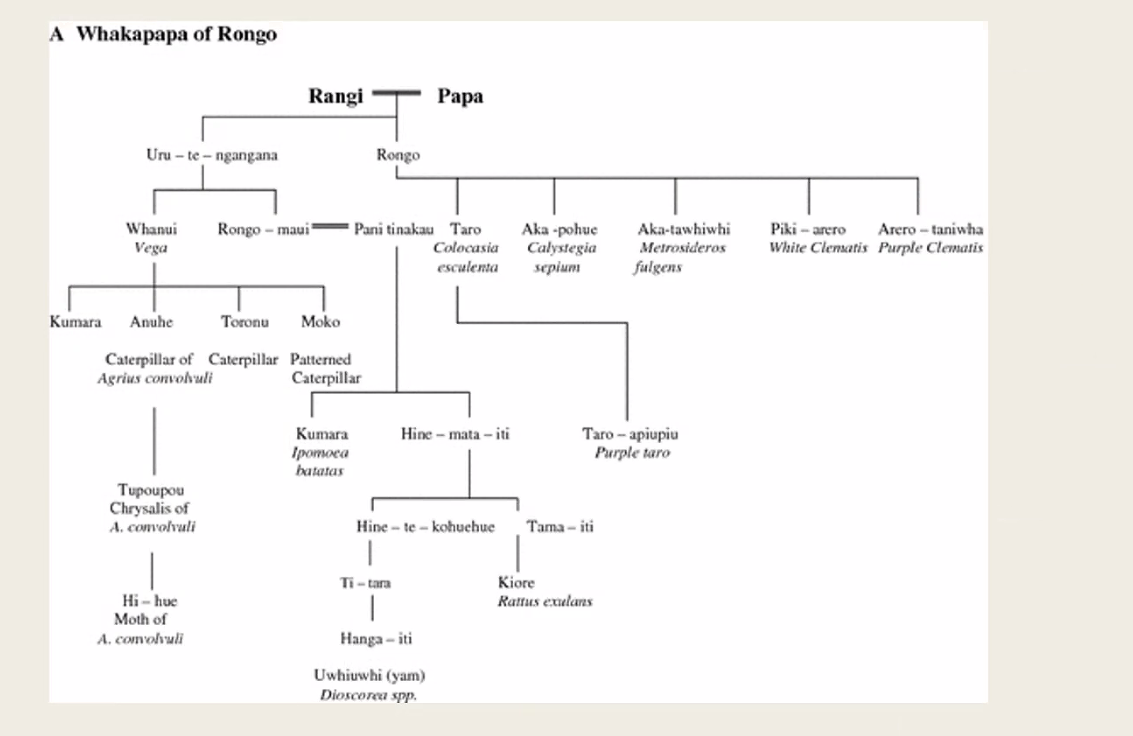 A Whakapapa of Rongo
Rangi Papa
Uru – te – ngangana Rongo
Whanui Rongo – maui Pani tinakau Taro Aka -pohue Aka-tawhiwhi Piki – arero Arero – taniwha
Vega Colocasia Calystegia Metrosideros White Clematis Purple Clematis
esculenta sepium fulgens
Kumara Anuhe Toronu Moko
Caterpillar of Caterpillar Patterned
Agrius convolvuli Caterpillar
Kumara Hine – mata – iti Taro – apiupiu
Ipomoea Purple taro
batatas
Tupoupou
Chrysalis of
A. convolvuli Hine – te – kohuehue Tama – iti
Ti – tara Kiore
Hi – hue Rattus exulans
Moth of
A. convolvuli Hanga – iti
Uwhiuwhi (yam)
Dioscorea spp.